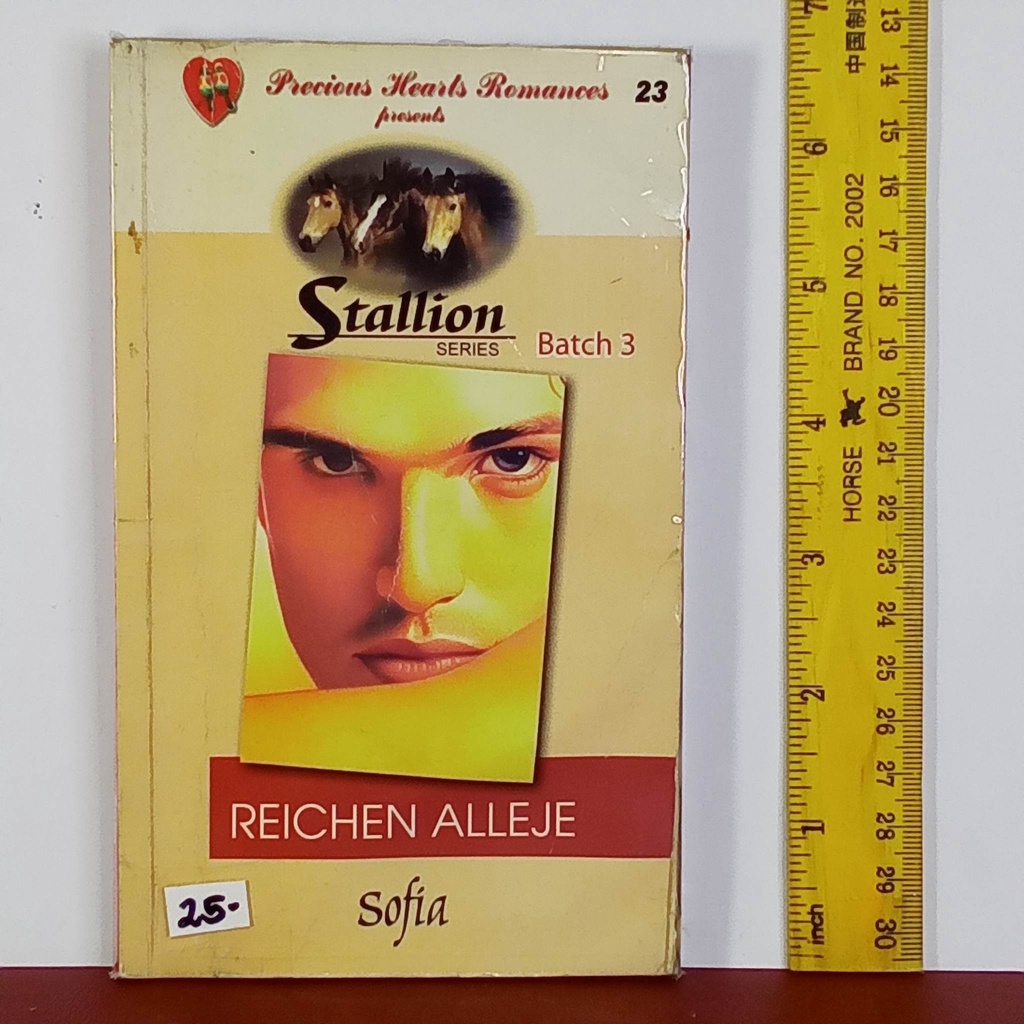 Precious Hearts Romances 23
presents
Stallion
SERIES Batch 3
REICHEN ALLEJE
Sofia
25-
7 6 5 4 3 2 1 inch
HORSE BRAND NO. 2002 中国制
13 14 15 16 17 18 19 20 21 22 23 24 25 26 27 28 29 30